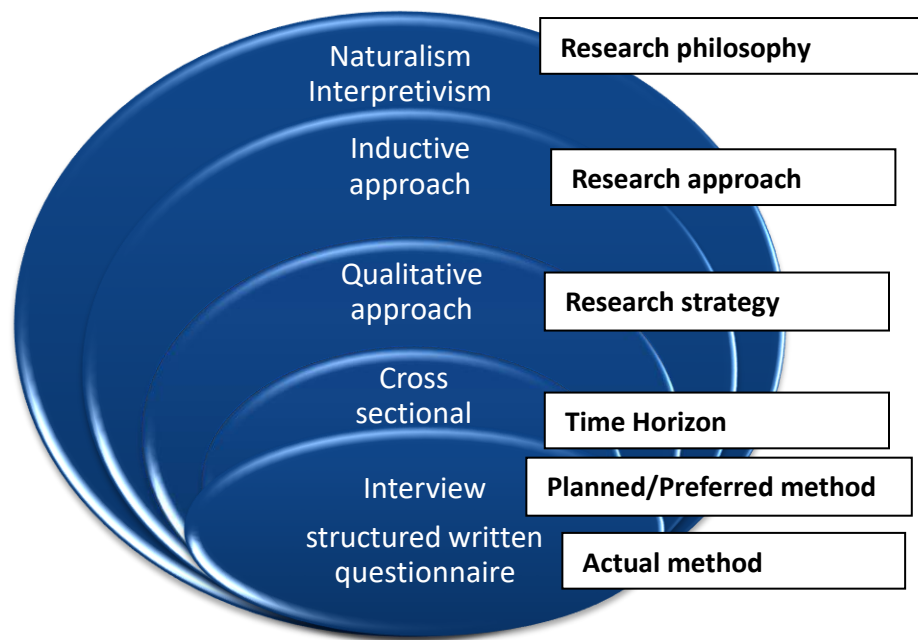 Naturalism
Interpretivism
Research philosophy
Inductive
approach
Research approach
Qualitative
approach
Research strategy
Cross
sectional
Time Horizon
Interview
Planned/Preferred method
structured written
questionnaire
Actual method